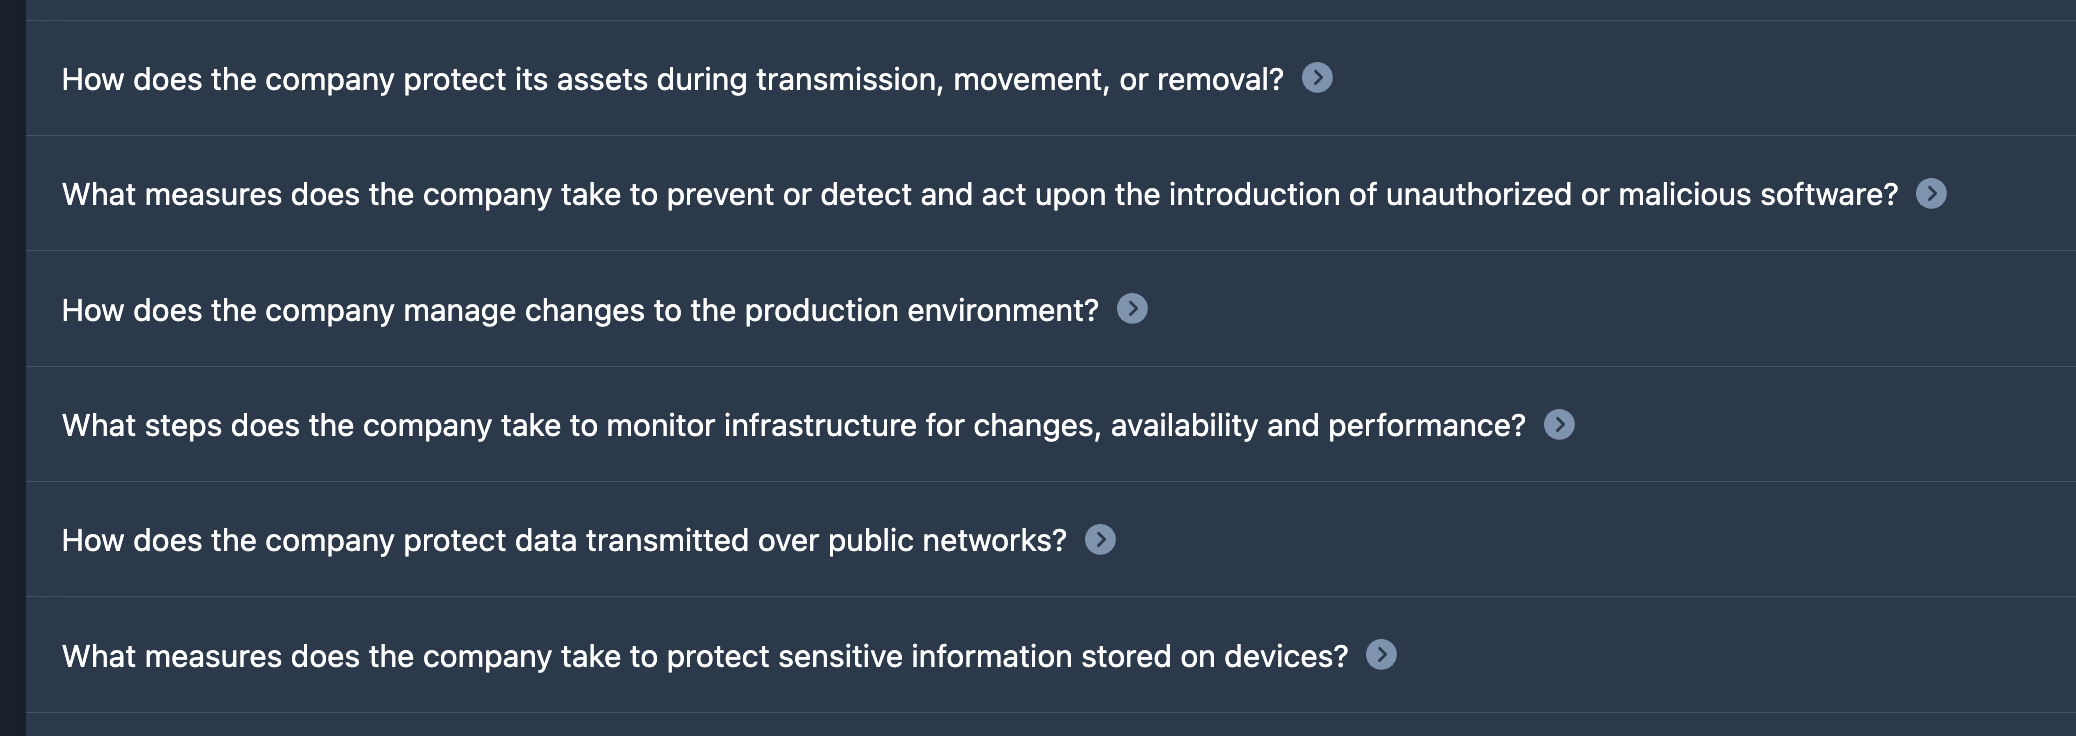 How does the company protect its assets during transmission, movement, or removal?
What measures does the company take to prevent or detect and act upon the introduction of unauthorized or malicious software?
How does the company manage changes to the production environment?
What steps does the company take to monitor infrastructure for changes, availability and performance?
How does the company protect data transmitted over public networks?
What measures does the company take to protect sensitive information stored on devices?